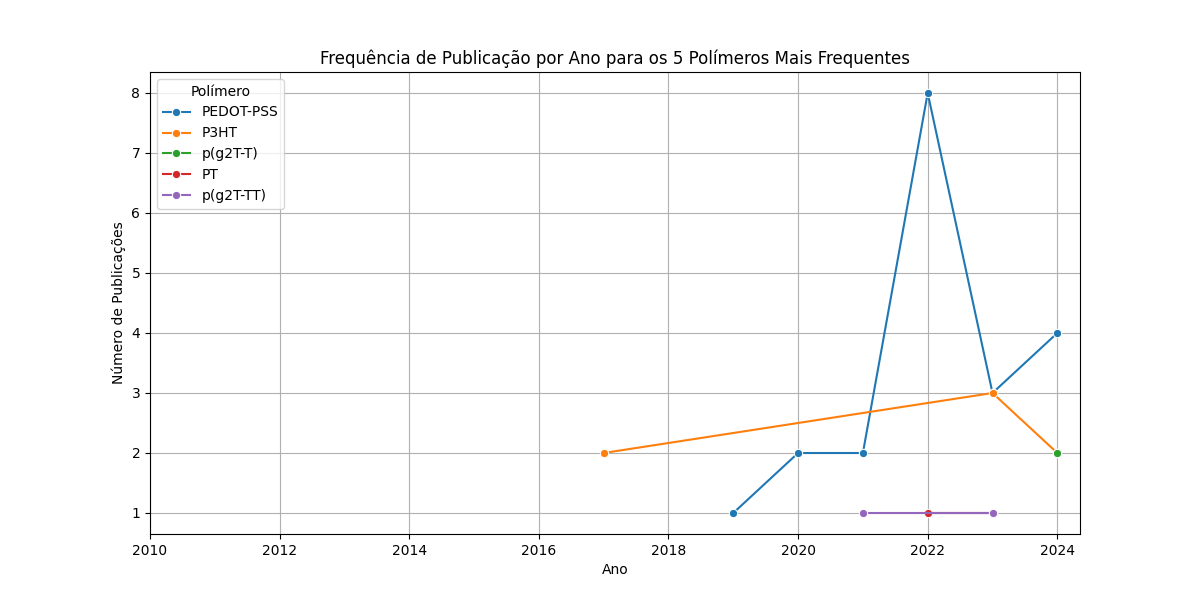 Frequência de Publicação por Ano para os 5 Polímeros Mais Frequentes
Polímero
PEDOT-PSS
P3HT
p(g2T-T)
PT
p(g2T-TT)
Número de Publicações
8
7
6
5
4
3
2
1
2010
2012
2014
2016
2018
2020
2022
2024
Ano